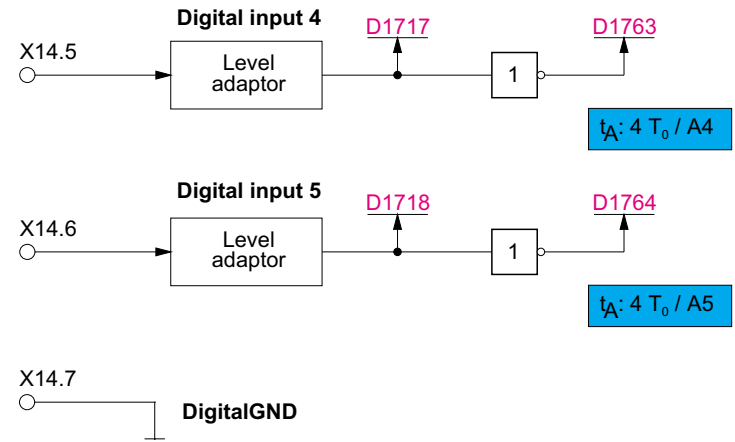 Digital input 4
D1717
D1763
X14.5
Level
adaptor
1
tA: 4 T0 / A4
Digital input 5
D1718
D1764
X14.6
Level
adaptor
1
tA: 4 T0 / A5
X14.7
DigitalGND